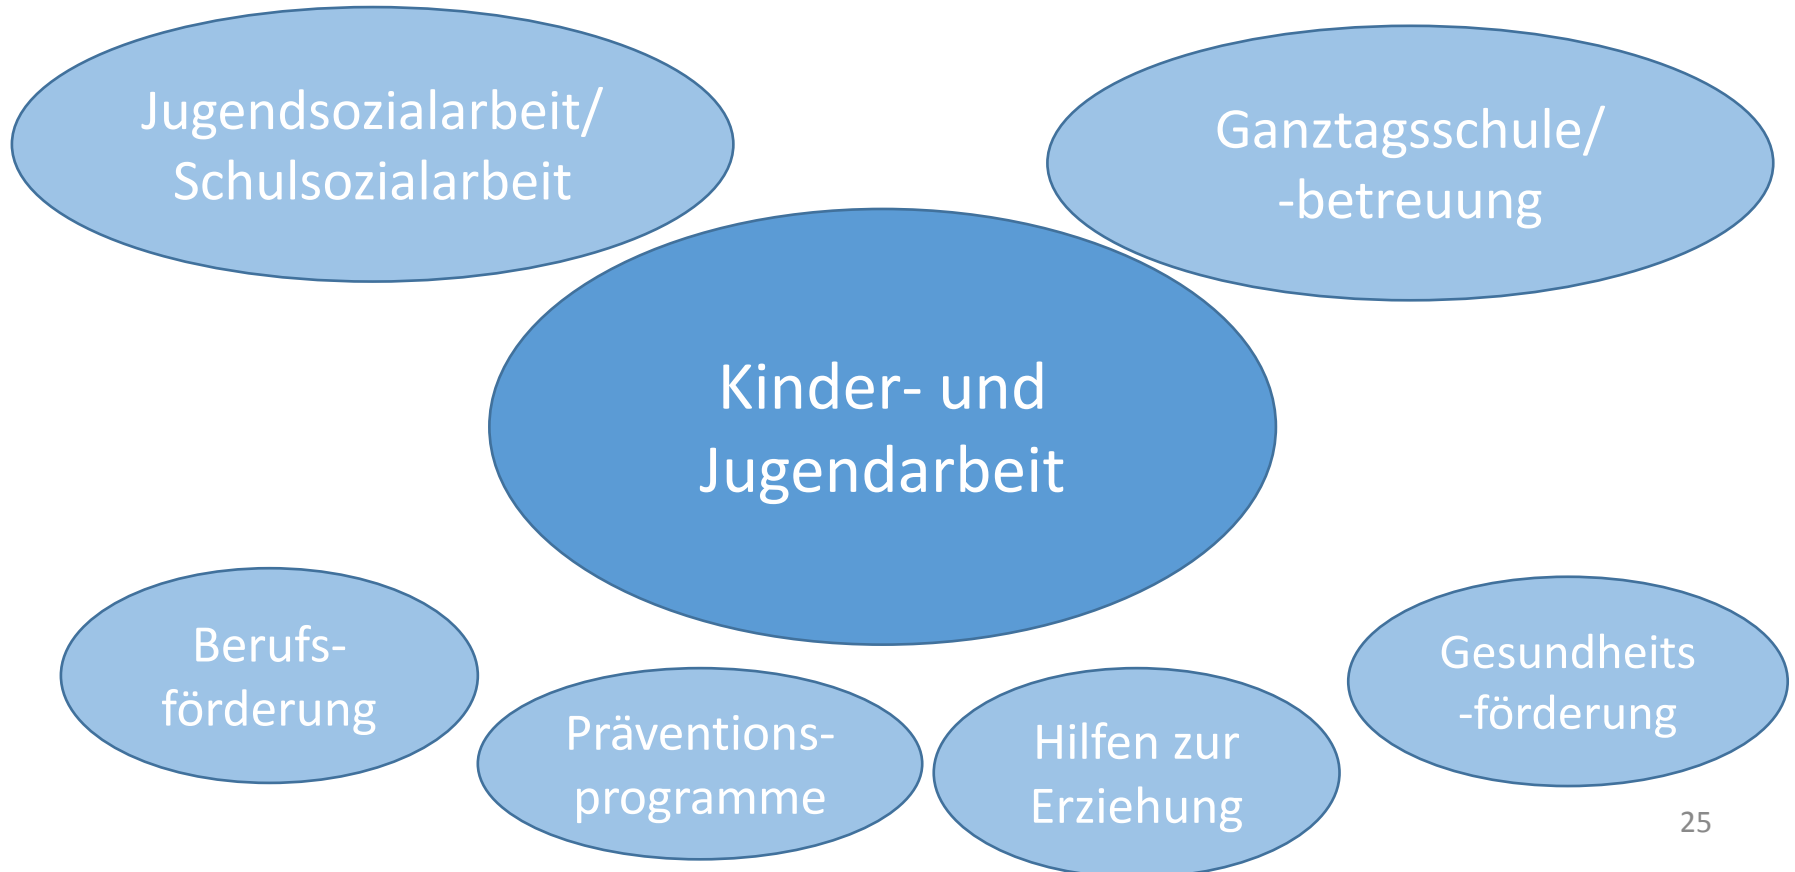 Jugendsozialarbeit/
Schulsozialarbeit
Ganztagsschule/
-betreuung
Kinder- und
Jugendarbeit
Berufs-
förderung
Präventions-
programme
Hilfen zur
Erziehung
Gesundheits
-förderung
25